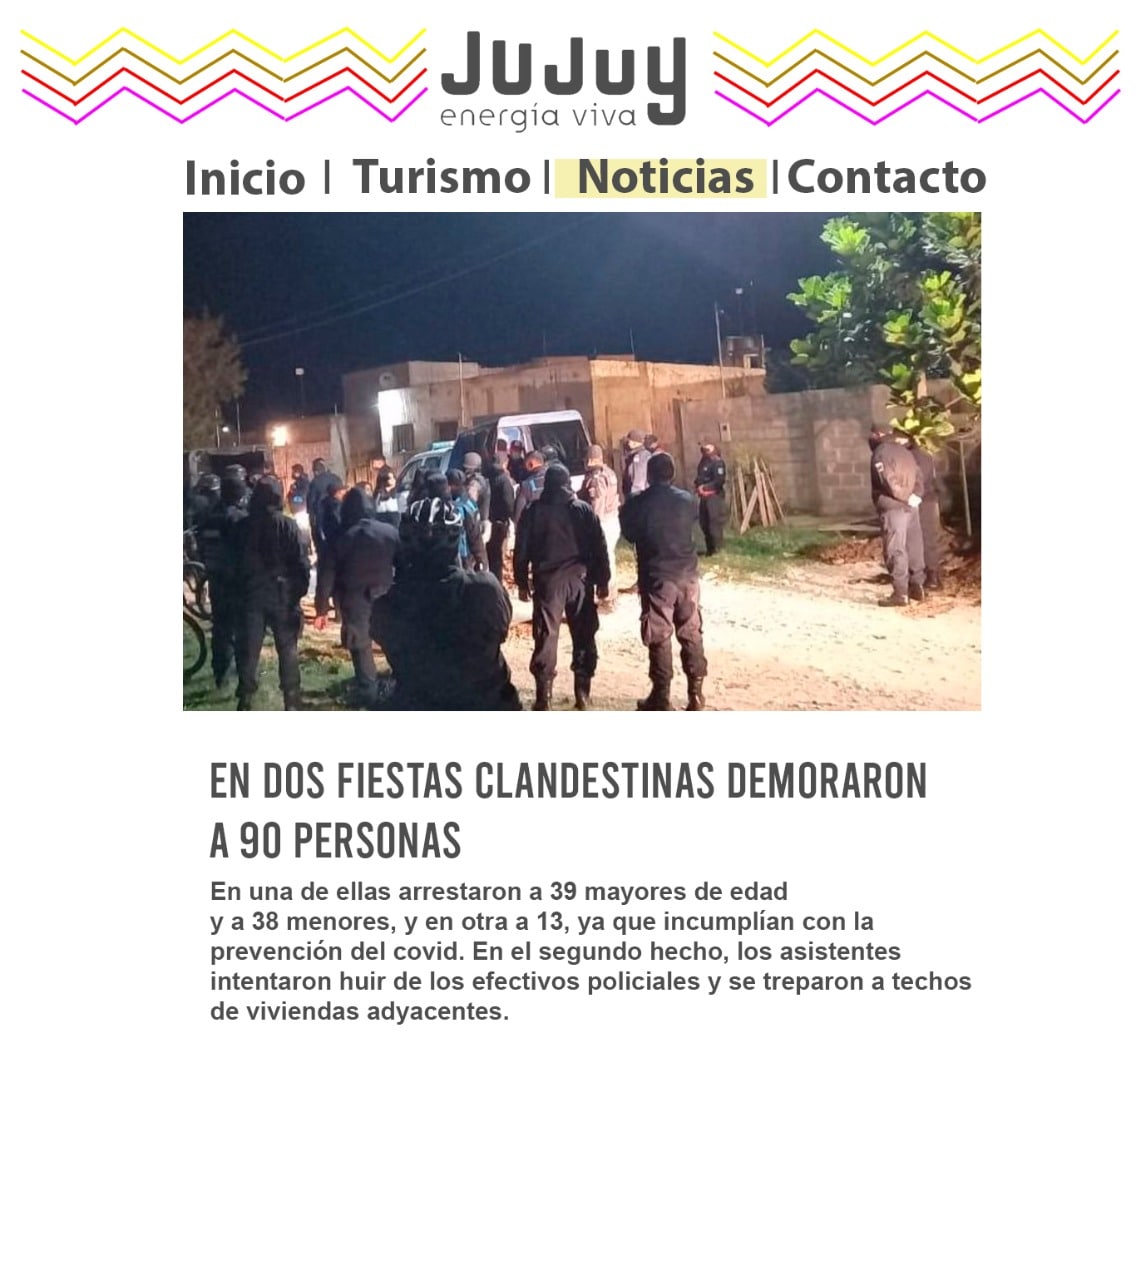 JUJUY
energía viva
Inicio | Turismo | Noticias | Contacto
EN DOS FIESTAS CLANDESTINAS DEMORARON
A 90 PERSONAS
En una de ellas arrestaron a 39 mayores de edad
y a 38 menores, y en otra a 13, ya que incumplían con la
prevención del covid. En el segundo hecho, los asistentes
intentaron huir de los efectivos policiales y se treparon a techos
de viviendas adyacentes.